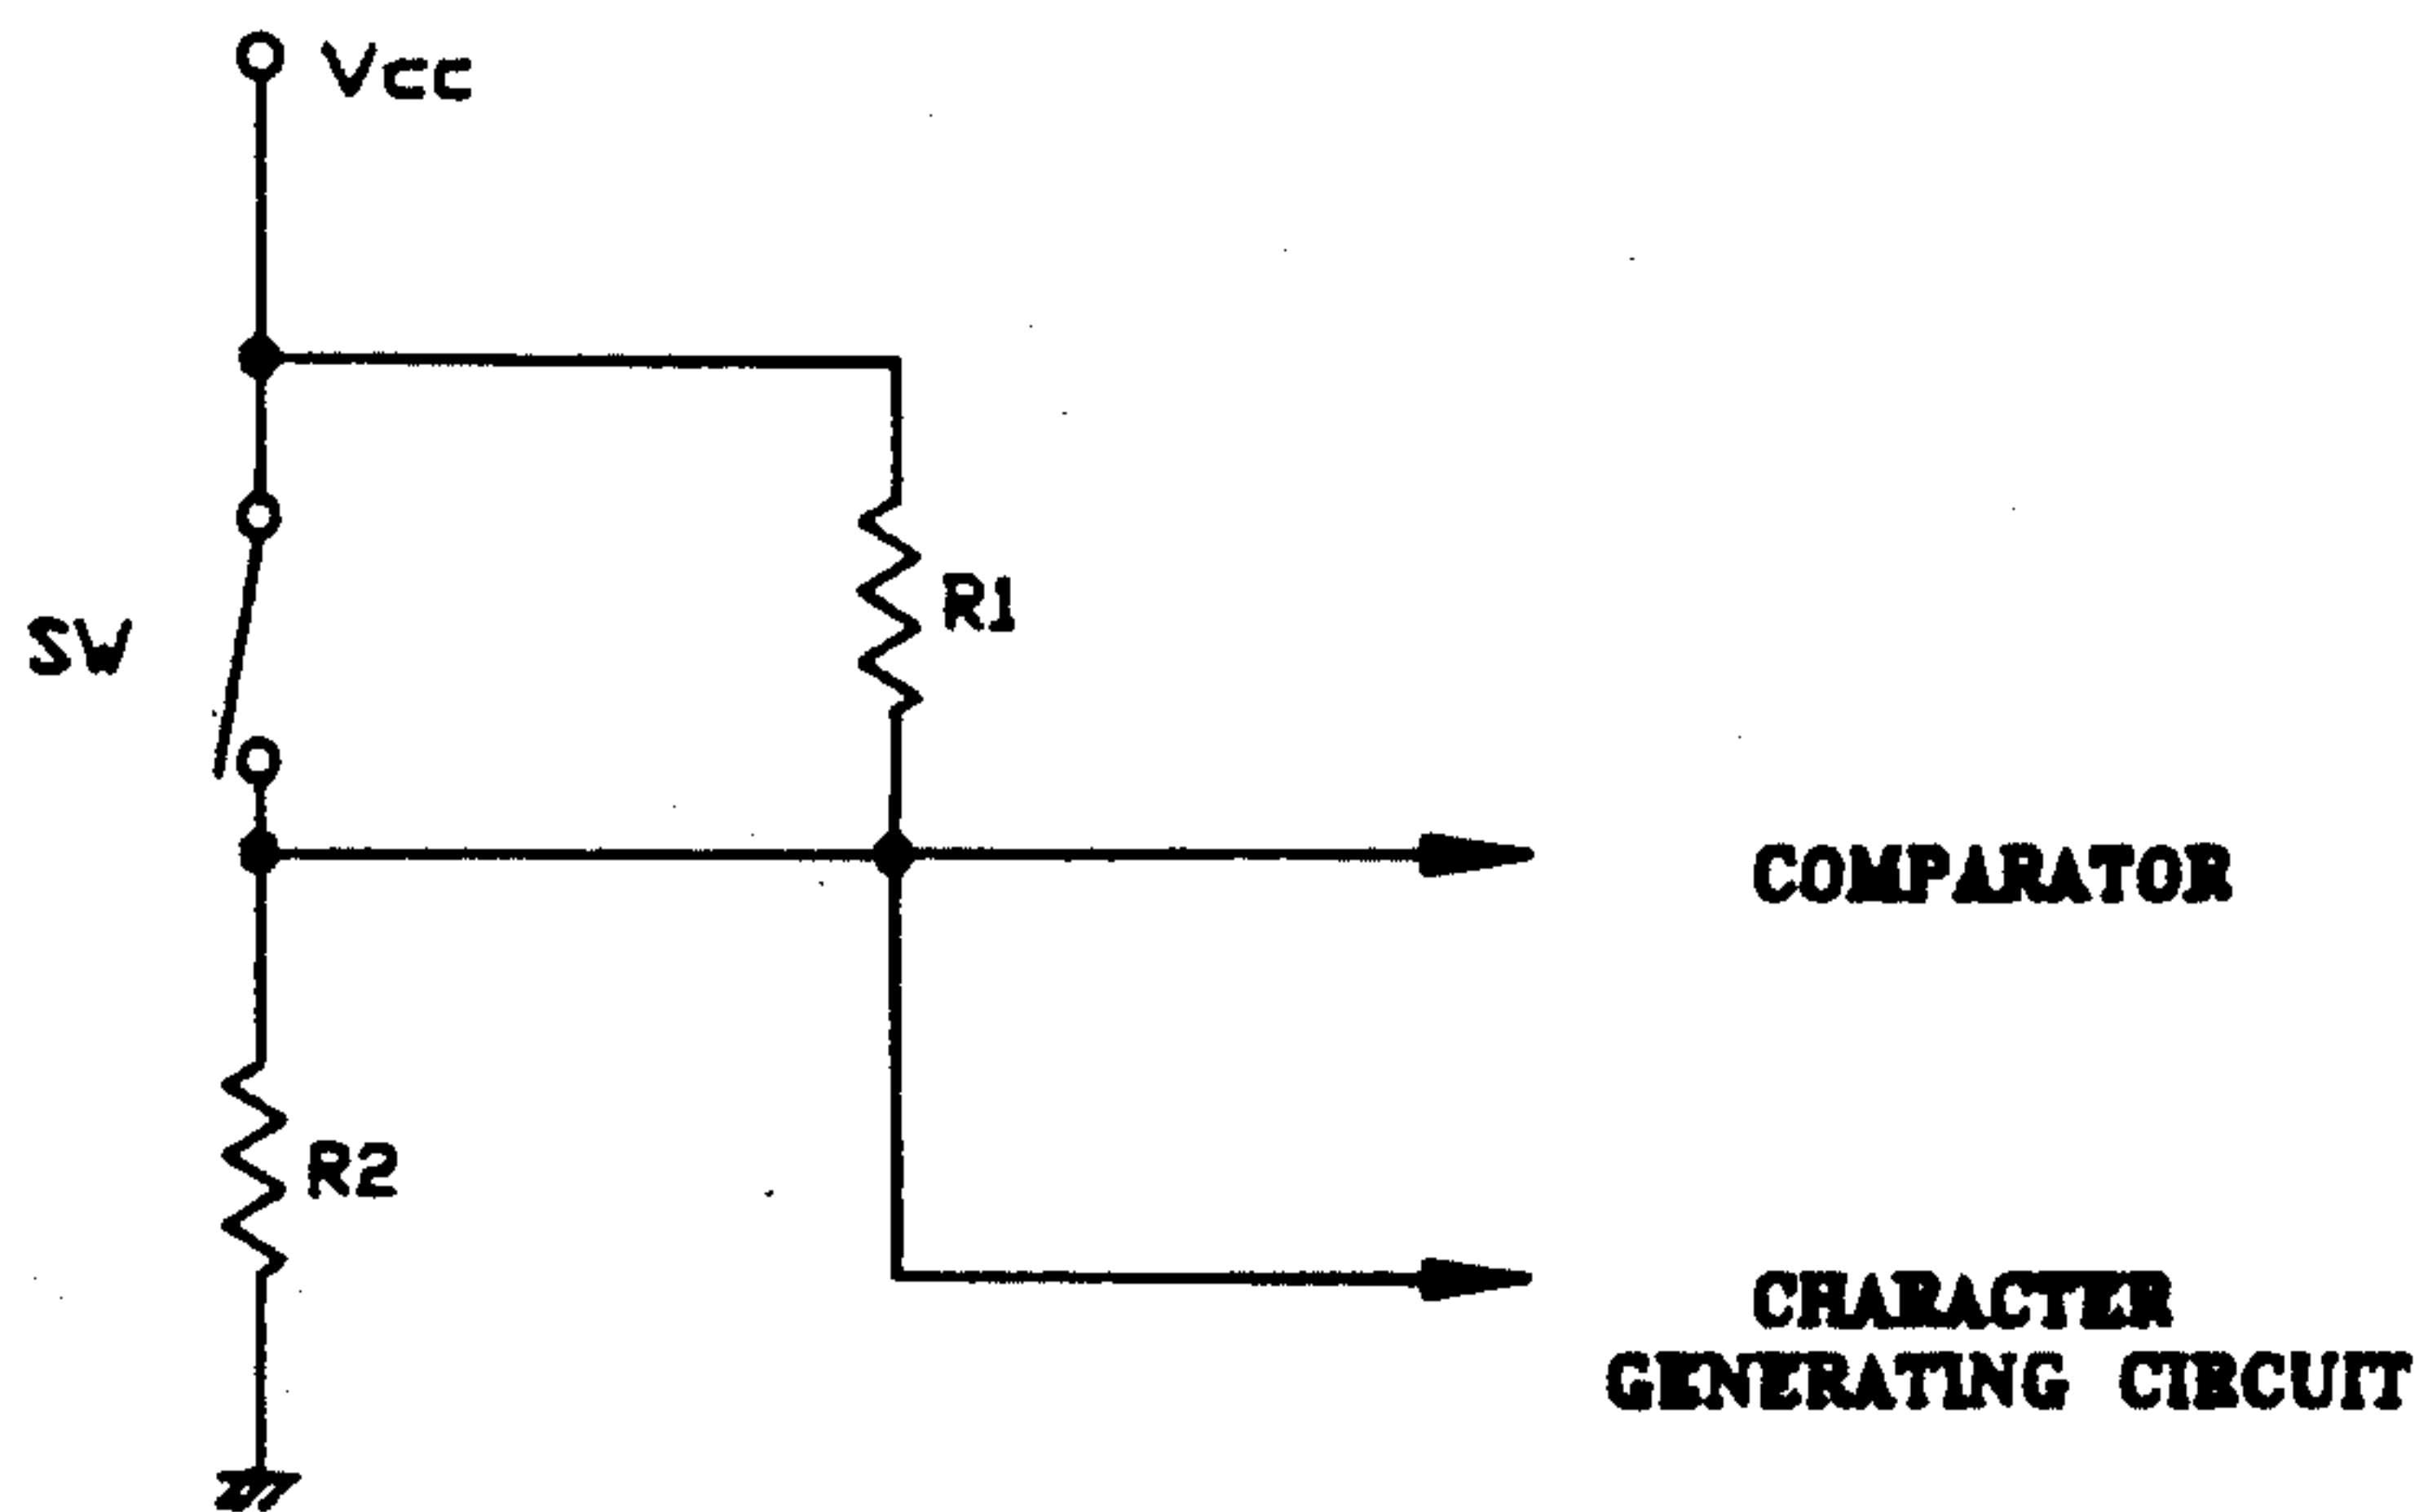 Vcc
SW
R1
COMPARATOR
R2
CHARACTER
GENERATING CIRCUIT